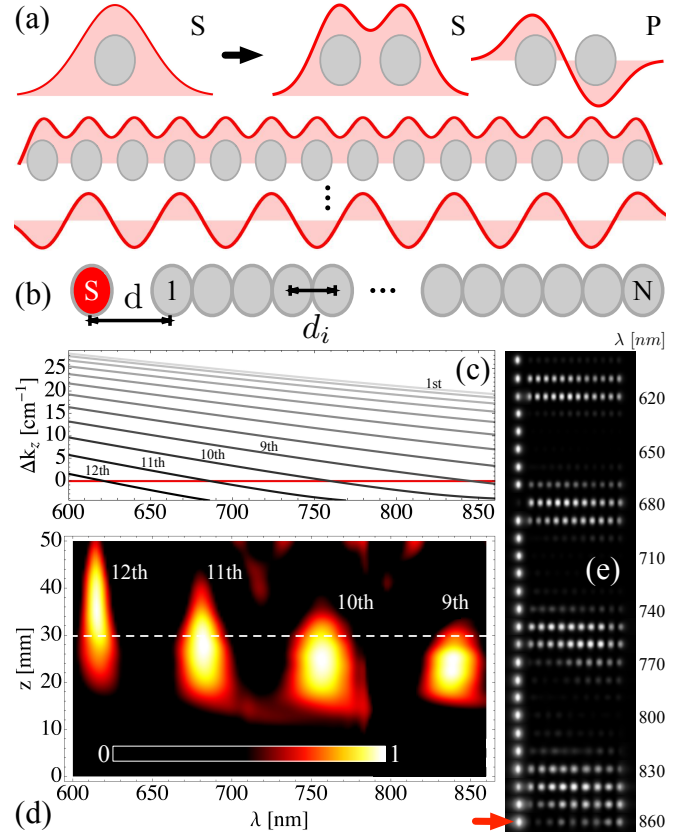 (a)
S
S
P
(b)
S
d
1
d_i
...
N
λ [nm]
(c)
Δk_z [cm⁻¹]
25
20
15
10
5
0
1st
9th
10th
11th
12th
600
650
700
750
800
850
(d)
z [mm]
50
40
30
20
10
0
12th
11th
10th
9th
0
1
600
650
700
750
800
850
λ [nm]
(e)
620
650
680
710
740
770
800
830
860